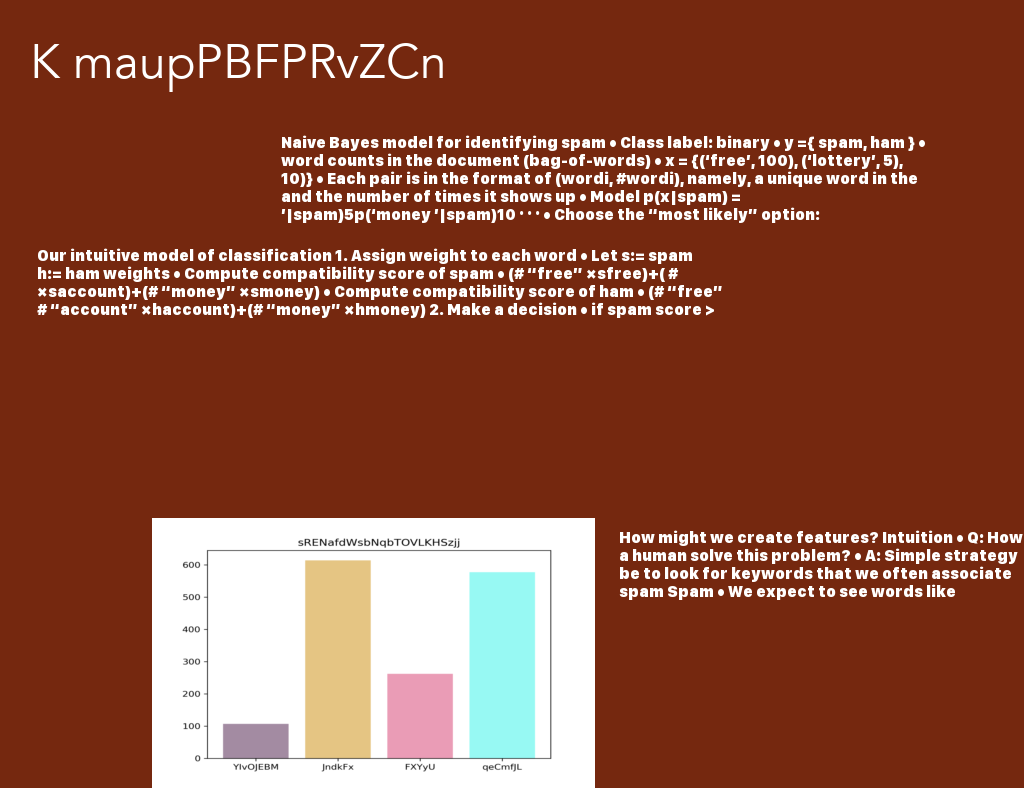 K maupPBFPRvZCn
Naive Bayes model for identifying spam • Class label: binary • y ={ spam, ham } •
word counts in the document (bag-of-words) • x = {(‘free’, 100), (‘lottery’, 5),
10)} • Each pair is in the format of (wordi, #wordi), namely, a unique word in the
and the number of times it shows up • Model p(x|spam) =
’|spam)5p(‘money ’|spam)10 · · · • Choose the “most likely” option:
Our intuitive model of classification 1. Assign weight to each word • Let s:= spam
h:= ham weights • Compute compatibility score of spam • (# “free” ×sfree)+( #
×saccount)+(# “money” ×smoney) • Compute compatibility score of ham • (# “free”
# “account” ×haccount)+(# “money” ×hmoney) 2. Make a decision • if spam score >
How might we create features? Intuition • Q: How
a human solve this problem? • A: Simple strategy
be to look for keywords that we often associate
spam Spam • We expect to see words like
sRENafdWsbNqbTOVLKHSzjj
600
500
400
300
200
100
0
YIvOJEBM JndkFx FXYyU qeCmfJL